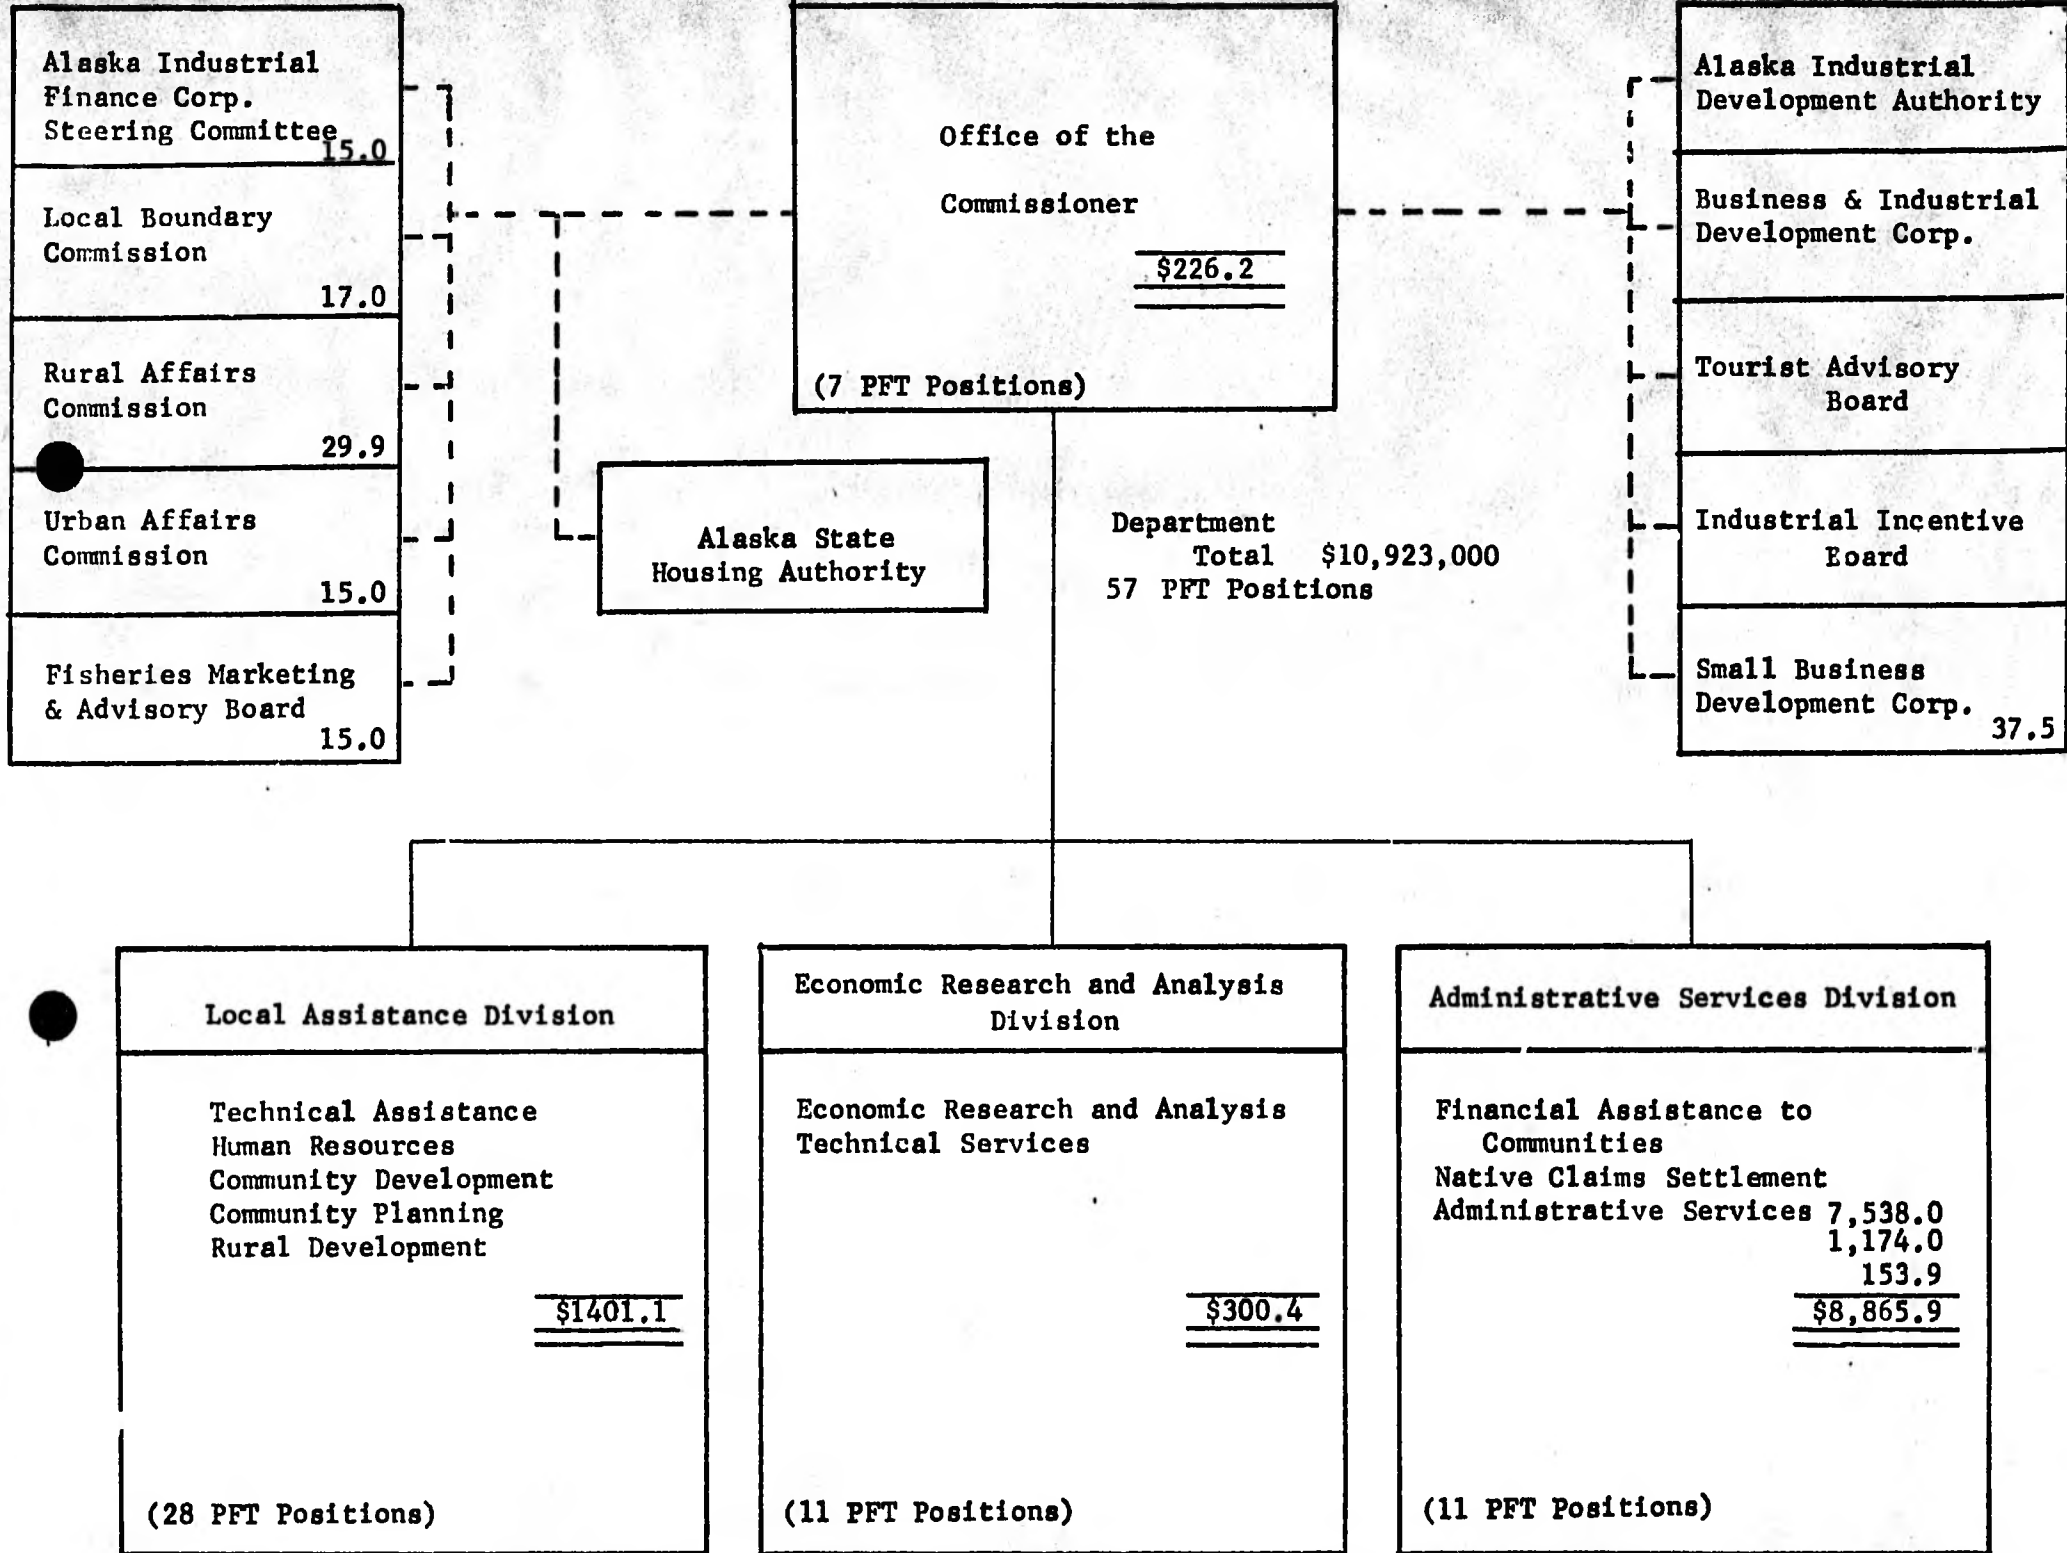 Alaska Industrial
Finance Corp.
Steering Committee
15.0
Local Boundary
Commission
17.0
Rural Affairs
Commission
29.9
Urban Affairs
Commission
15.0
Fisheries Marketing
& Advisory Board
15.0
Office of the
Commissioner
$226.2
(7 PFT Positions)
Alaska State
Housing Authority
Department
Total $10,923,000
57 PFT Positions
Alaska Industrial
Development Authority
Business & Industrial
Development Corp.
Tourist Advisory
Board
Industrial Incentive
Board
Small Business
Development Corp.
37.5
Local Assistance Division
Technical Assistance
Human Resources
Community Development
Community Planning
Rural Development
$1401.1
(28 PFT Positions)
Economic Research and Analysis
Division
Economic Research and Analysis
Technical Services
$300.4
(11 PFT Positions)
Administrative Services Division
Financial Assistance to
Communities
Native Claims Settlement
Administrative Services 7,538.0
1,174.0
153.9
$8,865.9
(11 PFT Positions)